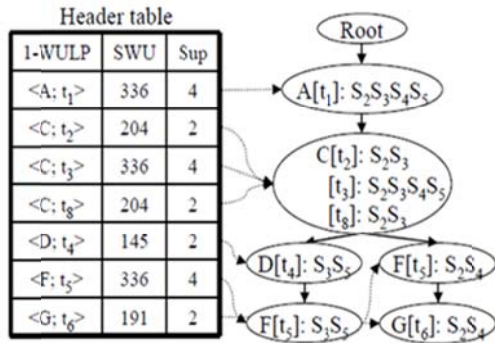 Header table
1-WULP SWU Sup
<A; t₁> 336 4
<C; t₂> 204 2
<C; t₃> 336 4
<C; t₈> 204 2
<D; t₄> 145 2
<F; t₅> 336 4
<G; t₆> 191 2
Root
A[t₁]: S₂S₃S₄S₅
C[t₂]: S₂S₃
[t₃]: S₂S₃S₄S₅
[t₈]: S₂S₃
D[t₄]: S₃S₅
F[t₅]: S₂S₄
F[t₅]: S₃S₅
G[t₆]: S₂S₄